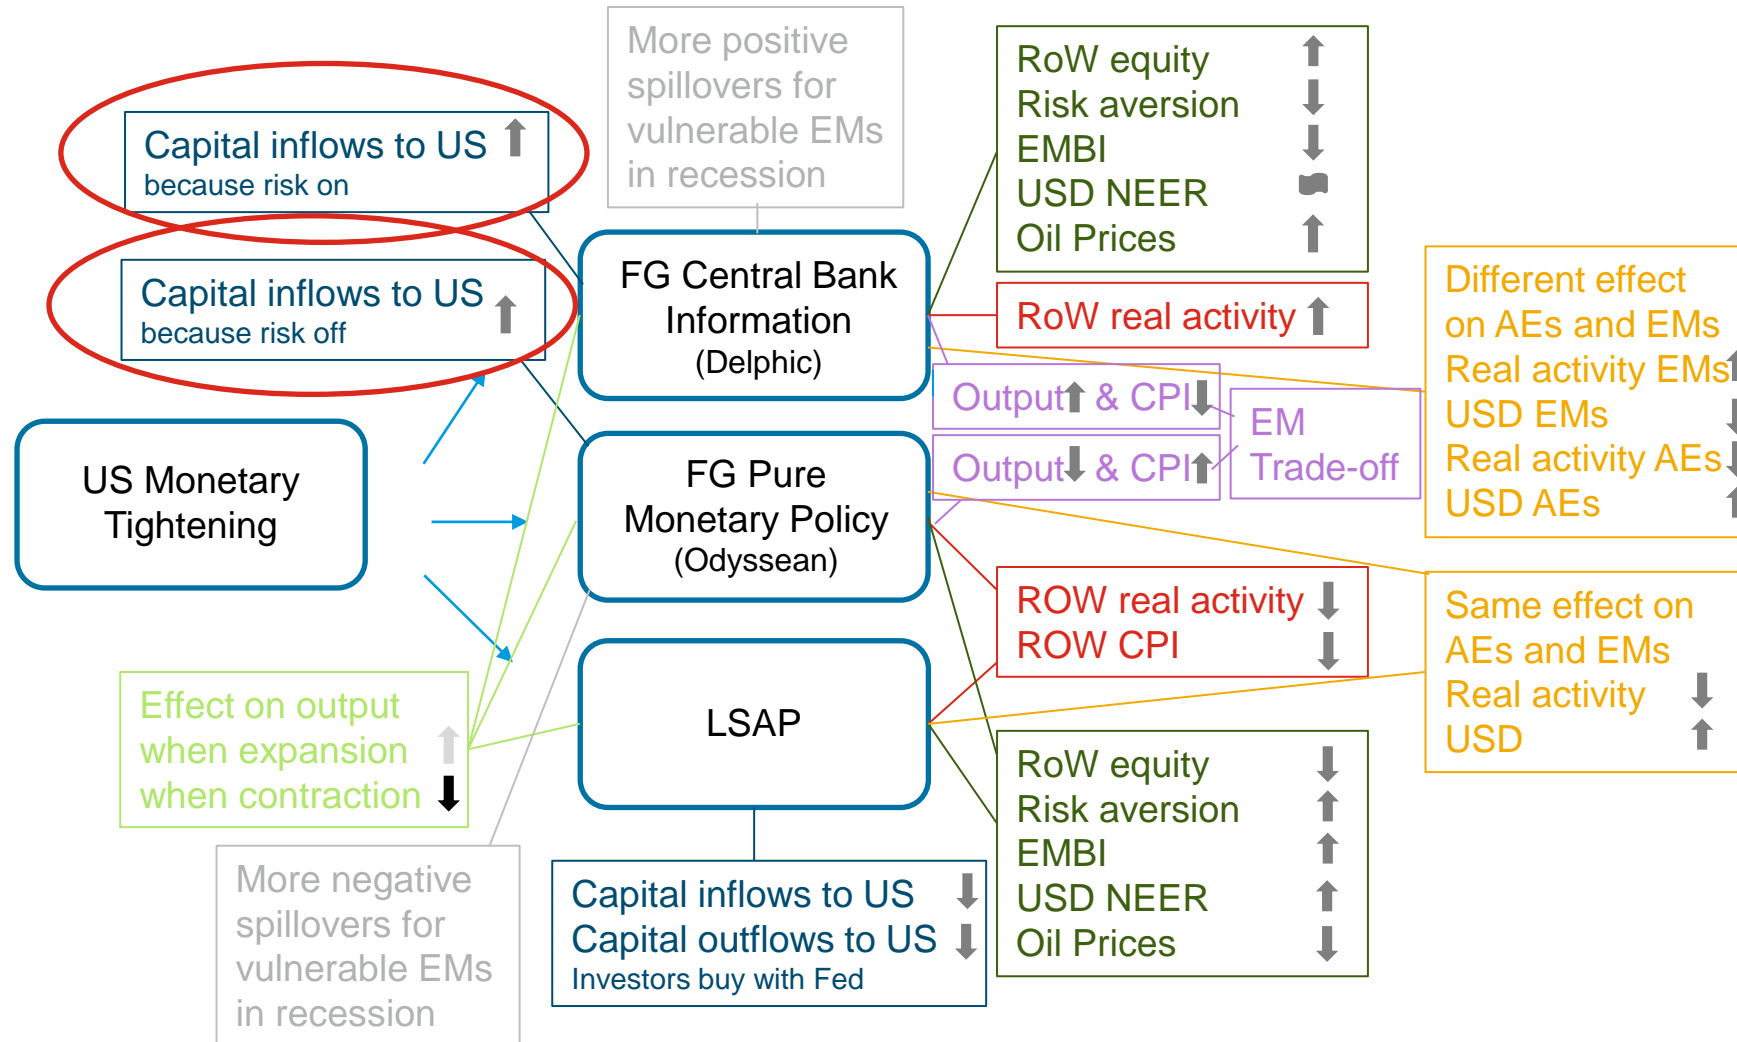 More positive
spillovers for
vulnerable EMs
in recession
RoW equity
Risk aversion
EMBI
USD NEER
Oil Prices
Capital inflows to US
because risk on
Capital inflows to US
because risk off
FG Central Bank
Information
(Delphic)
RoW real activity
Different effect
on AEs and EMs
Real activity EMs
USD EMs
Real activity AEs
USD AEs
Output & CPI
Output & CPI
EM
Trade-off
US Monetary
Tightening
FG Pure
Monetary Policy
(Odyssean)
ROW real activity
ROW CPI
Same effect on
AEs and EMs
Real activity
USD
Effect on output
when expansion
when contraction
LSAP
RoW equity
Risk aversion
EMBI
USD NEER
Oil Prices
More negative
spillovers for
vulnerable EMs
in recession
Capital inflows to US
Capital outflows to US
Investors buy with Fed